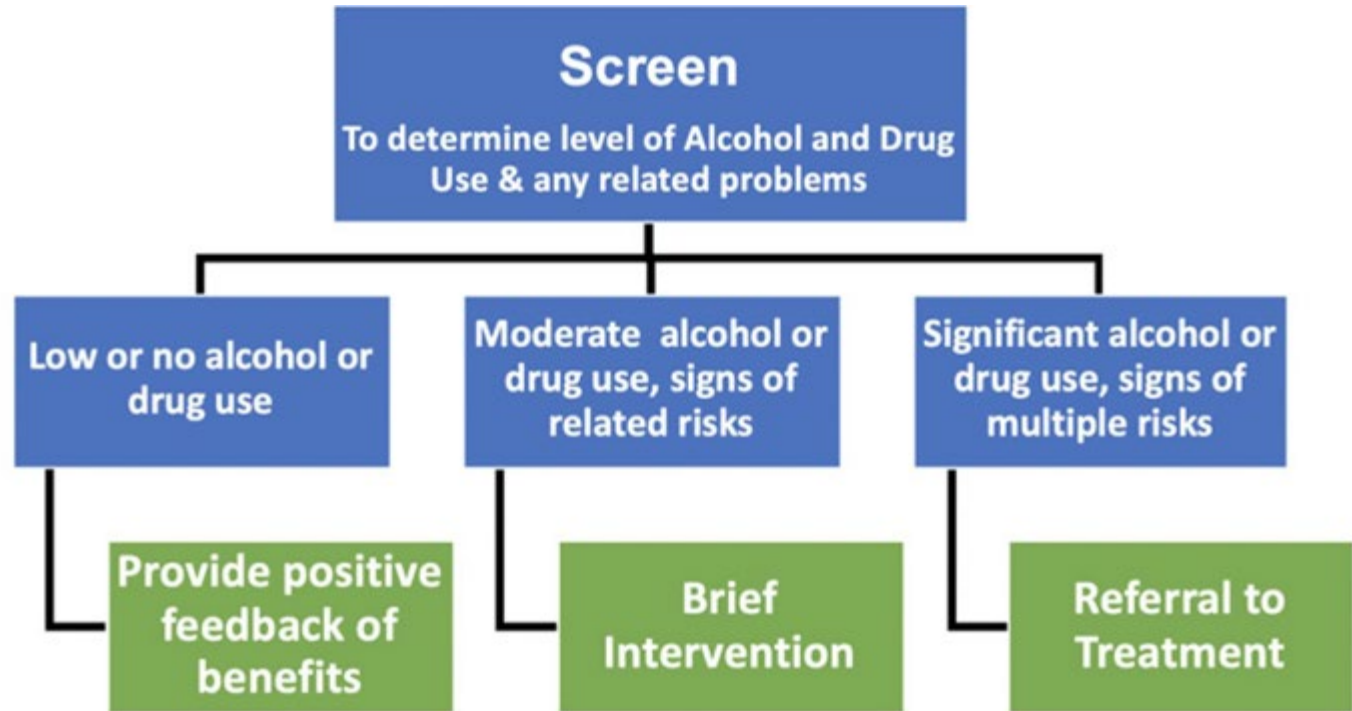 Screen
To determine level of Alcohol and Drug
Use & any related problems
Low or no alcohol or
drug use
Moderate alcohol or
drug use, signs of
related risks
Significant alcohol or
drug use, signs of
multiple risks
Provide positive
feedback of
benefits
Brief
Intervention
Referral to
Treatment